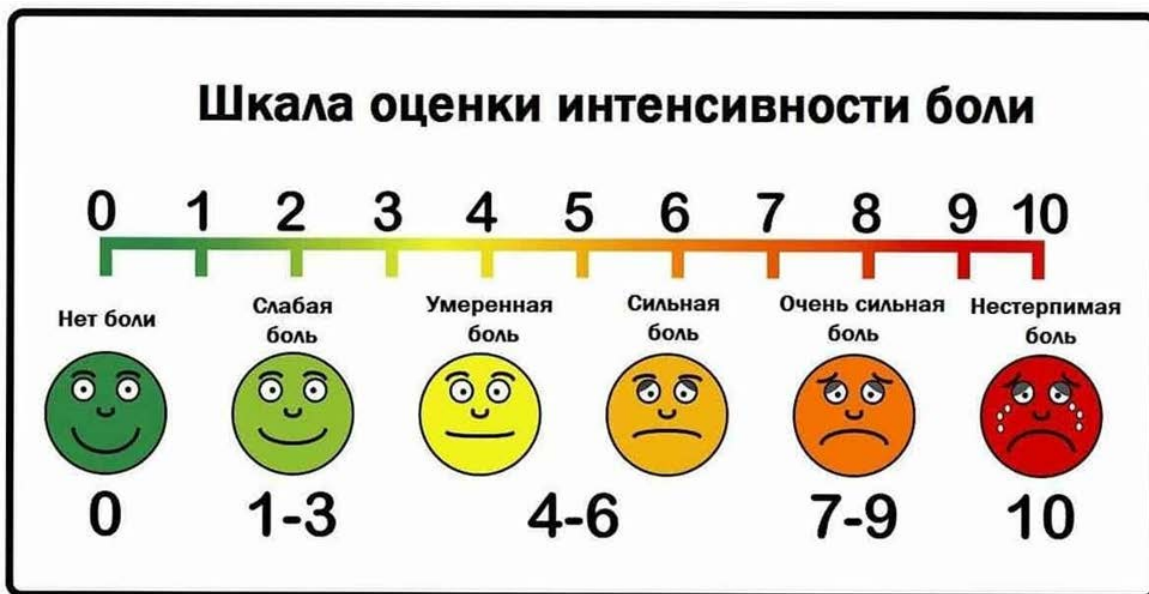 Шкала оценки интенсивности боли
0 1 2 3 4 5 6 7 8 9 10
Нет боли
Слабая
боль
Умеренная
боль
Сильная
боль
Очень сильная
боль
Нестерпимая
боль
0 1-3 4-6 7-9 10